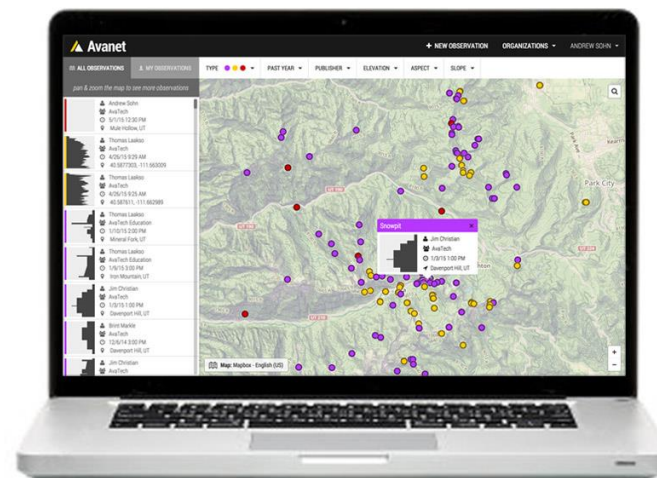 Avanet
+ NEW OBSERVATION
ORGANIZATIONS
ANDREW SOHN
ALL OBSERVATIONS
MY OBSERVATIONS
TYPE
PAST YEAR
PUBLISHER
ELEVATION
ASPECT
SLOPE
pan & zoom the map to see more observations
Andrew Sohn
AvaTech
5/1/15 12:30 PM
Mule Hollow, UT
Thomas Laakso
AvaTech
4/26/15 9:25 AM
40.5877303, -111.663009
Thomas Laakso
AvaTech
4/26/15 9:25 AM
40.587611, -111.662989
Thomas Laakso
AvaTech Education
1/10/15 2:00 PM
Mineral Fork, UT
Thomas Laakso
AvaTech Education
1/9/15 3:00 PM
Iron Mountain, UT
Jim Christian
AvaTech
1/3/15 1:00 PM
Davenport Hill, UT
Brint Markle
AvaTech
12/6/14 3:00 PM
Davenport Hill, UT
Jim Christian
AvaTech
Park City
Snowpit
×
Jim Christian
AvaTech
1/3/15 1:00 PM
Davenport Hill, UT
Map: Mapbox - English (US)
+
−